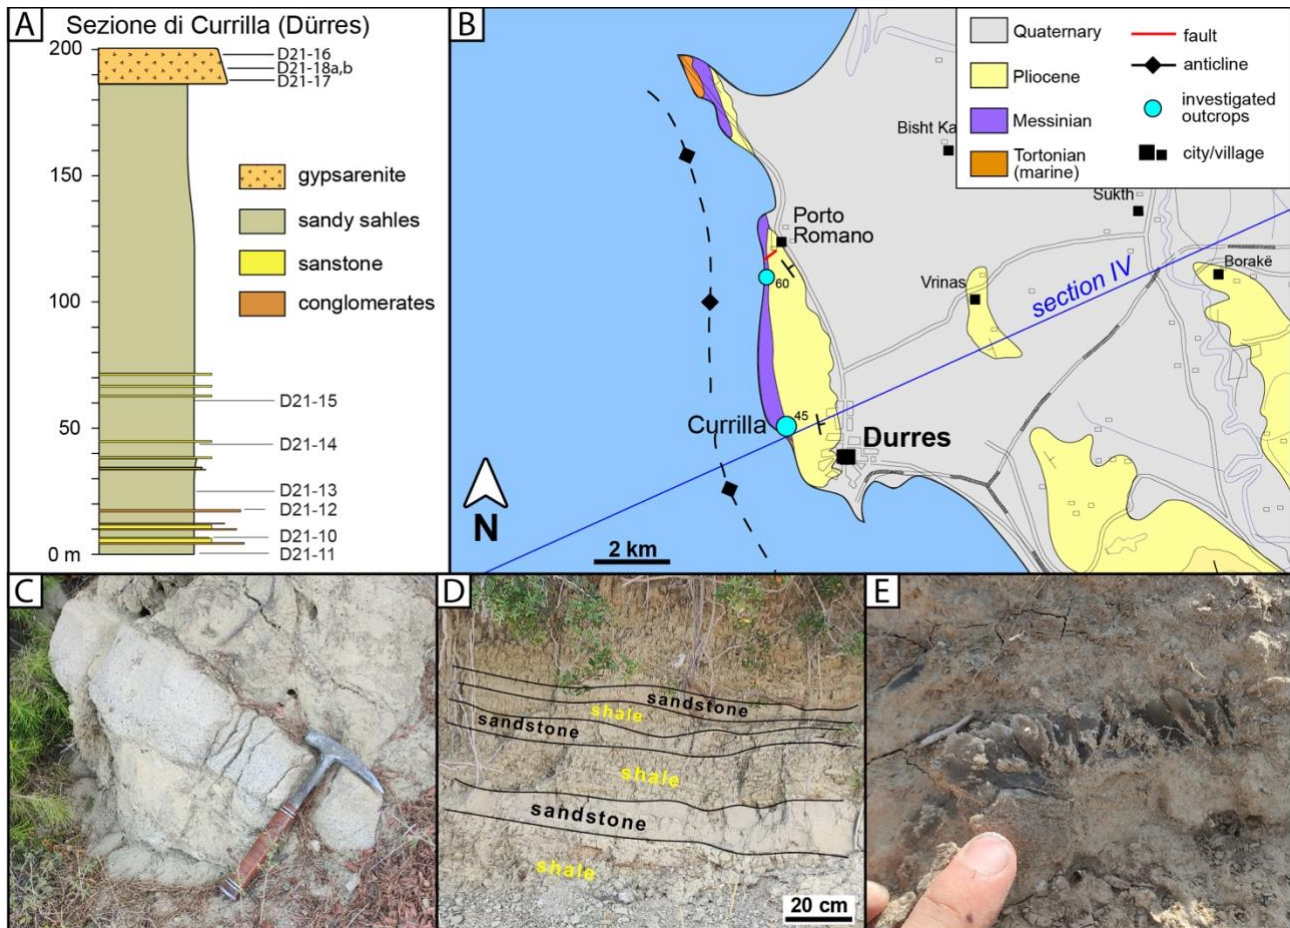 A
Sezione di Currilla (Dürres)
200
150
100
50
0 m
D21-16
D21-18a,b
D21-17
gypsarenite
sandy sahles
sanstone
conglomerates
D21-15
D21-14
D21-13
D21-12
D21-10
D21-11
B
Quaternary
Pliocene
Messinian
Tortonian
(marine)
fault
anticline
investigated
outcrops
city/village
Bisht Ka
Sukth
Porto
Romano
60
Vrinas
Borakë
section IV
Currilla
45
Durres
N
2 km
C
D
sandstone
shale
sandstone
shale
sandstone
shale
20 cm
E